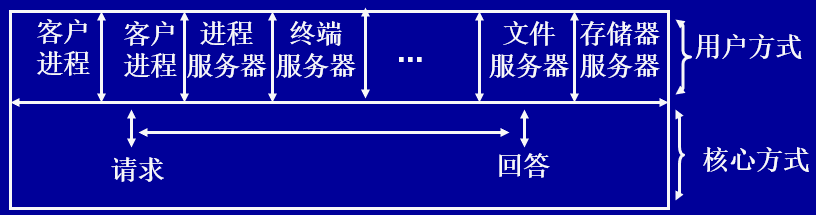 客户
进程
客户
进程
进程
服务器
终端
服务器
...
文件
服务器
存储器
服务器
用户方式
请求
回答
核心方式